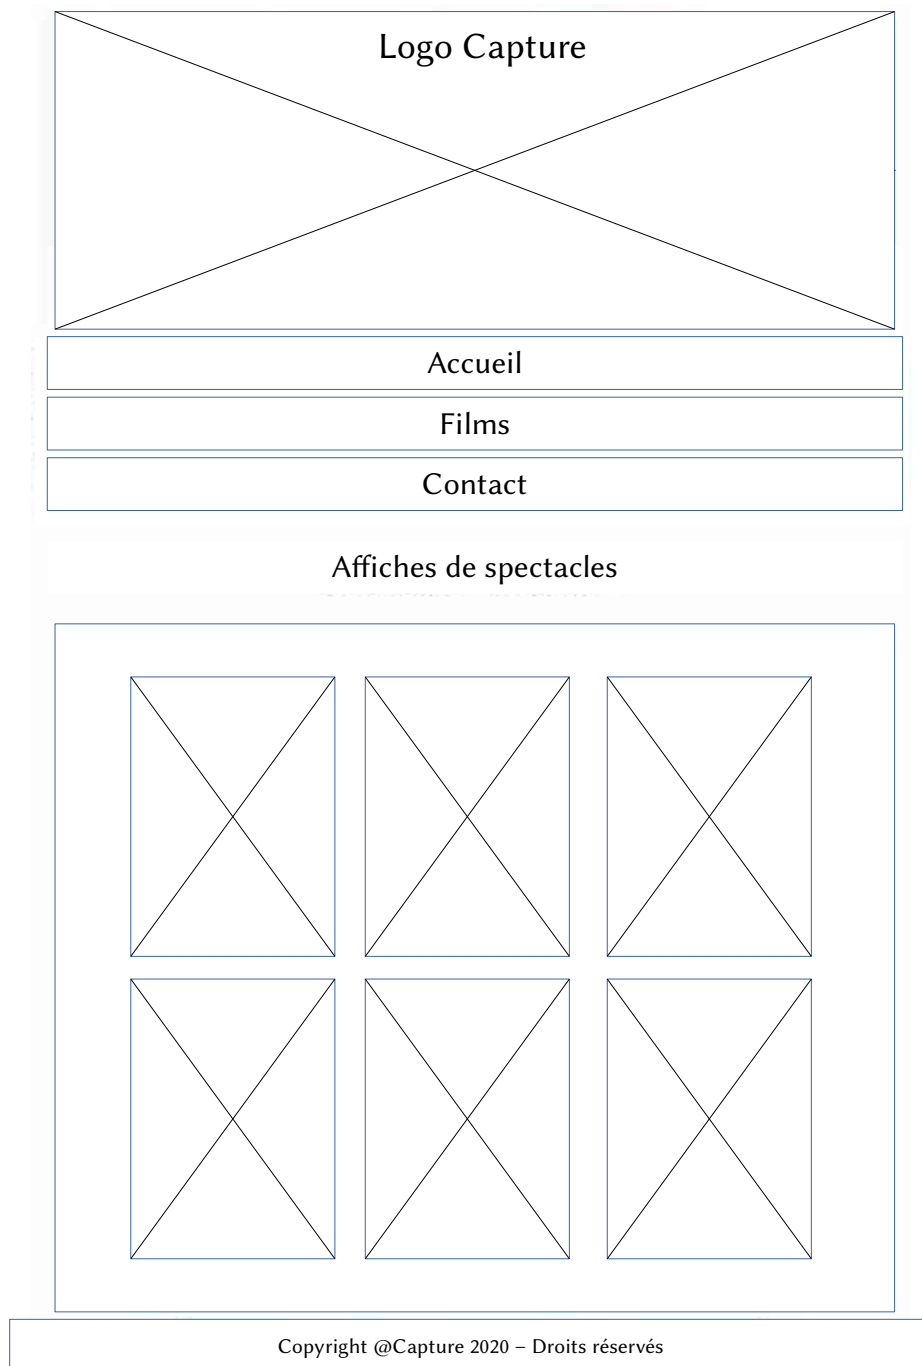 Logo Capture
Accueil
Films
Contact
Affiches de spectacles
Copyright @Capture 2020 – Droits réservés